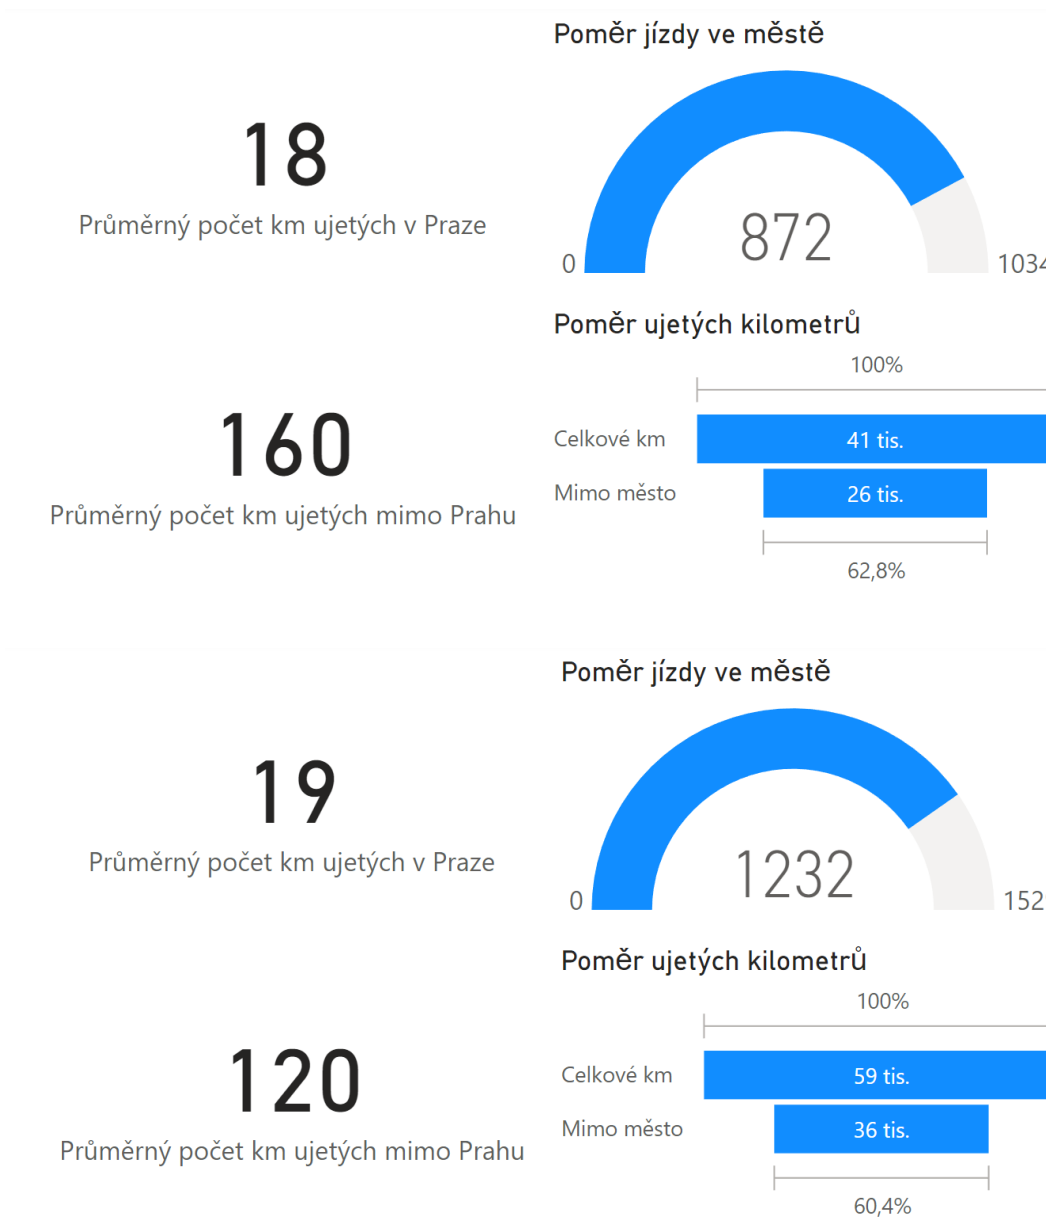 Poměr jízdy ve městě
18
Průměrný počet km ujetých v Praze
872
0
1034
Poměr ujetých kilometrů
100%
160
Průměrný počet km ujetých mimo Prahu
Celkové km
41 tis.
Mimo město
26 tis.
62,8%
Poměr jízdy ve městě
19
Průměrný počet km ujetých v Praze
1232
0
152
Poměr ujetých kilometrů
100%
120
Průměrný počet km ujetých mimo Prahu
Celkové km
59 tis.
Mimo město
36 tis.
60,4%